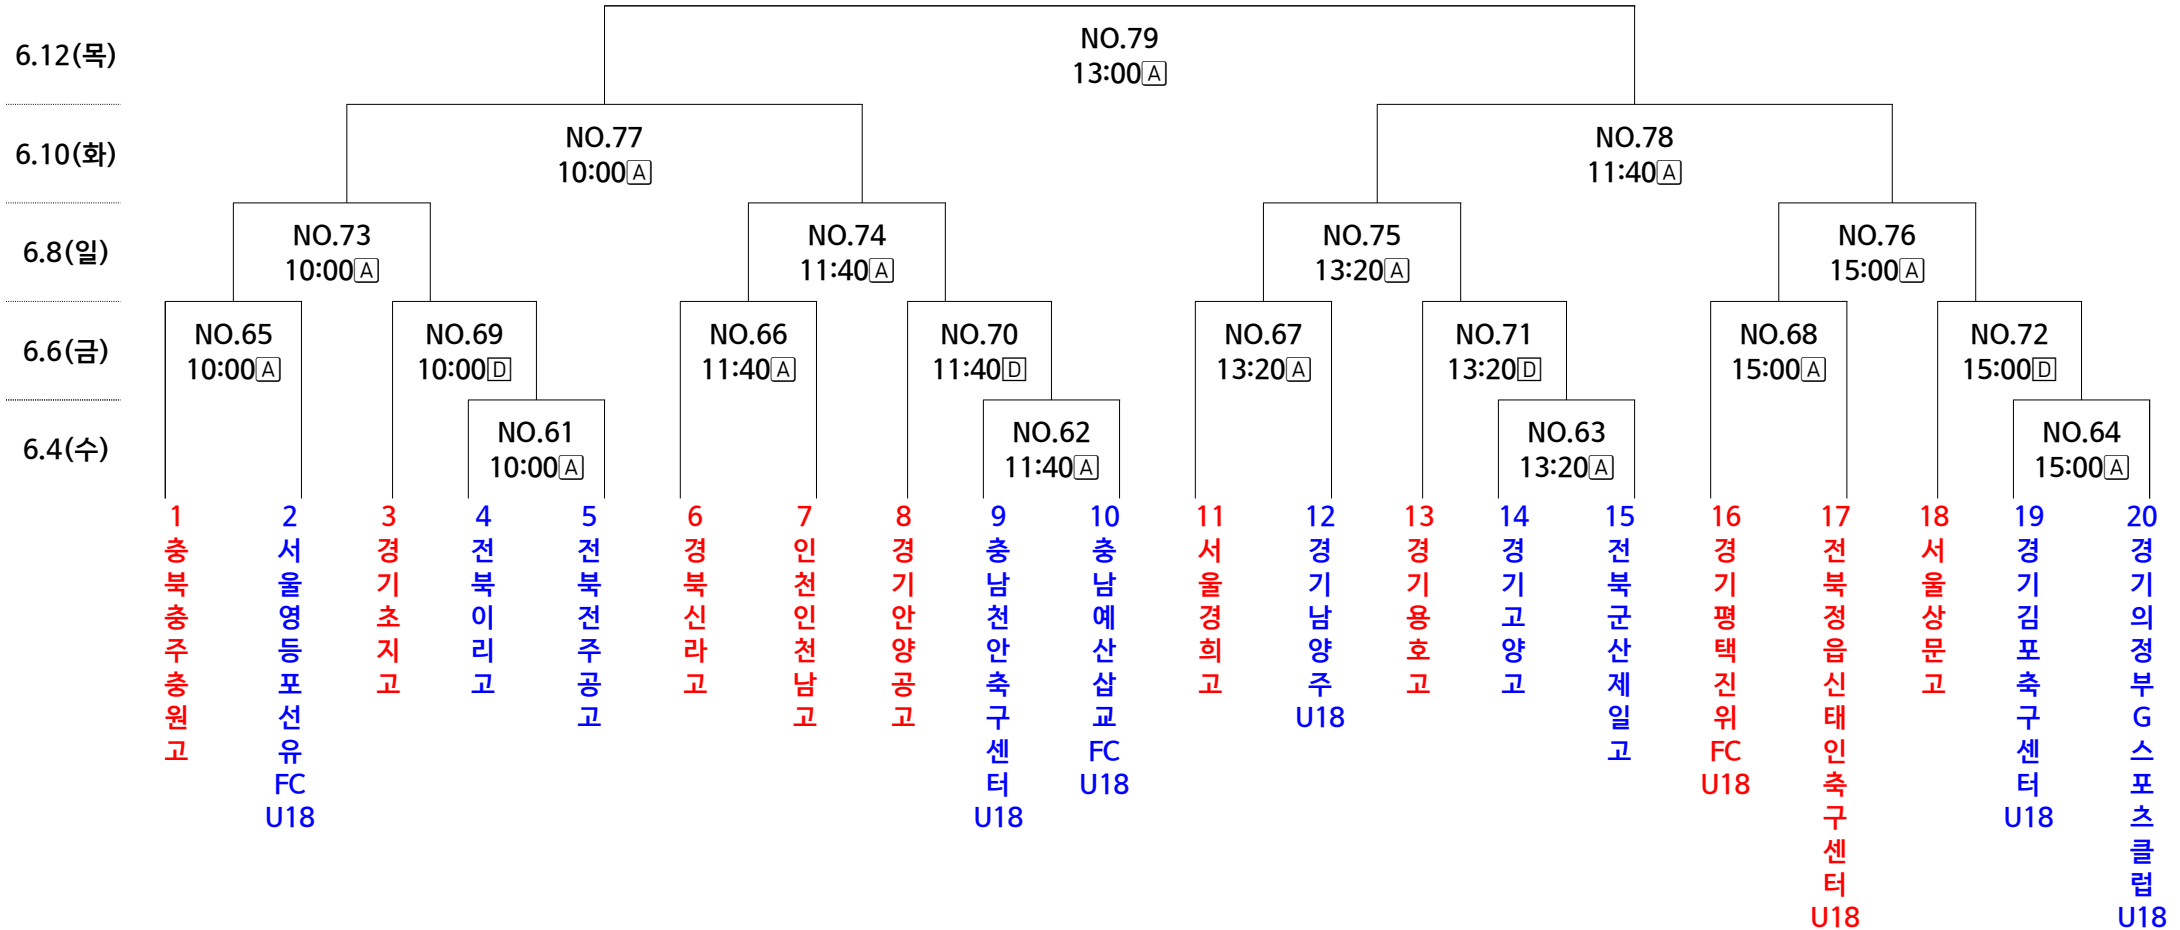 NO.79
6.12(목)
13:00A
NO.77
NO.78
6.10(화)
10:00A
11:40A
NO.73
NO.74
NO.75
NO.76
6.8(일)
10:00A
11:40A
13:20A
15:00A
NO.65
NO.69
NO.66
NO.70
NO.67
NO.71
NO.68
NO.72
6.6(금)
10:00A
10:00D
11:40A
11:40D
13:20A
13:20D
15:00A
15:00D
NO.61
NO.62
NO.63
NO.64
6.4(수)
10:00A
11:40A
13:20A
15:00A
1
충북충주충원고
2
서울영등포선유FC U18
3
경기초지고
4
전북이리고
5
전북전주공고
6
경북신라고
7
인천인천남고
8
경기안양공고
9
충남천안축구센터U18
10
충남예산삽교FC U18
11
서울경희고
12
경기남양주U18
13
경기용호고
14
경기고양고
15
전북군산제일고
16
경기평택진위FC U18
17
전북정읍신태인축구센터U18
18
서울상문고
19
경기김포축구센터U18
20
경기의정부G스포츠클럽U18